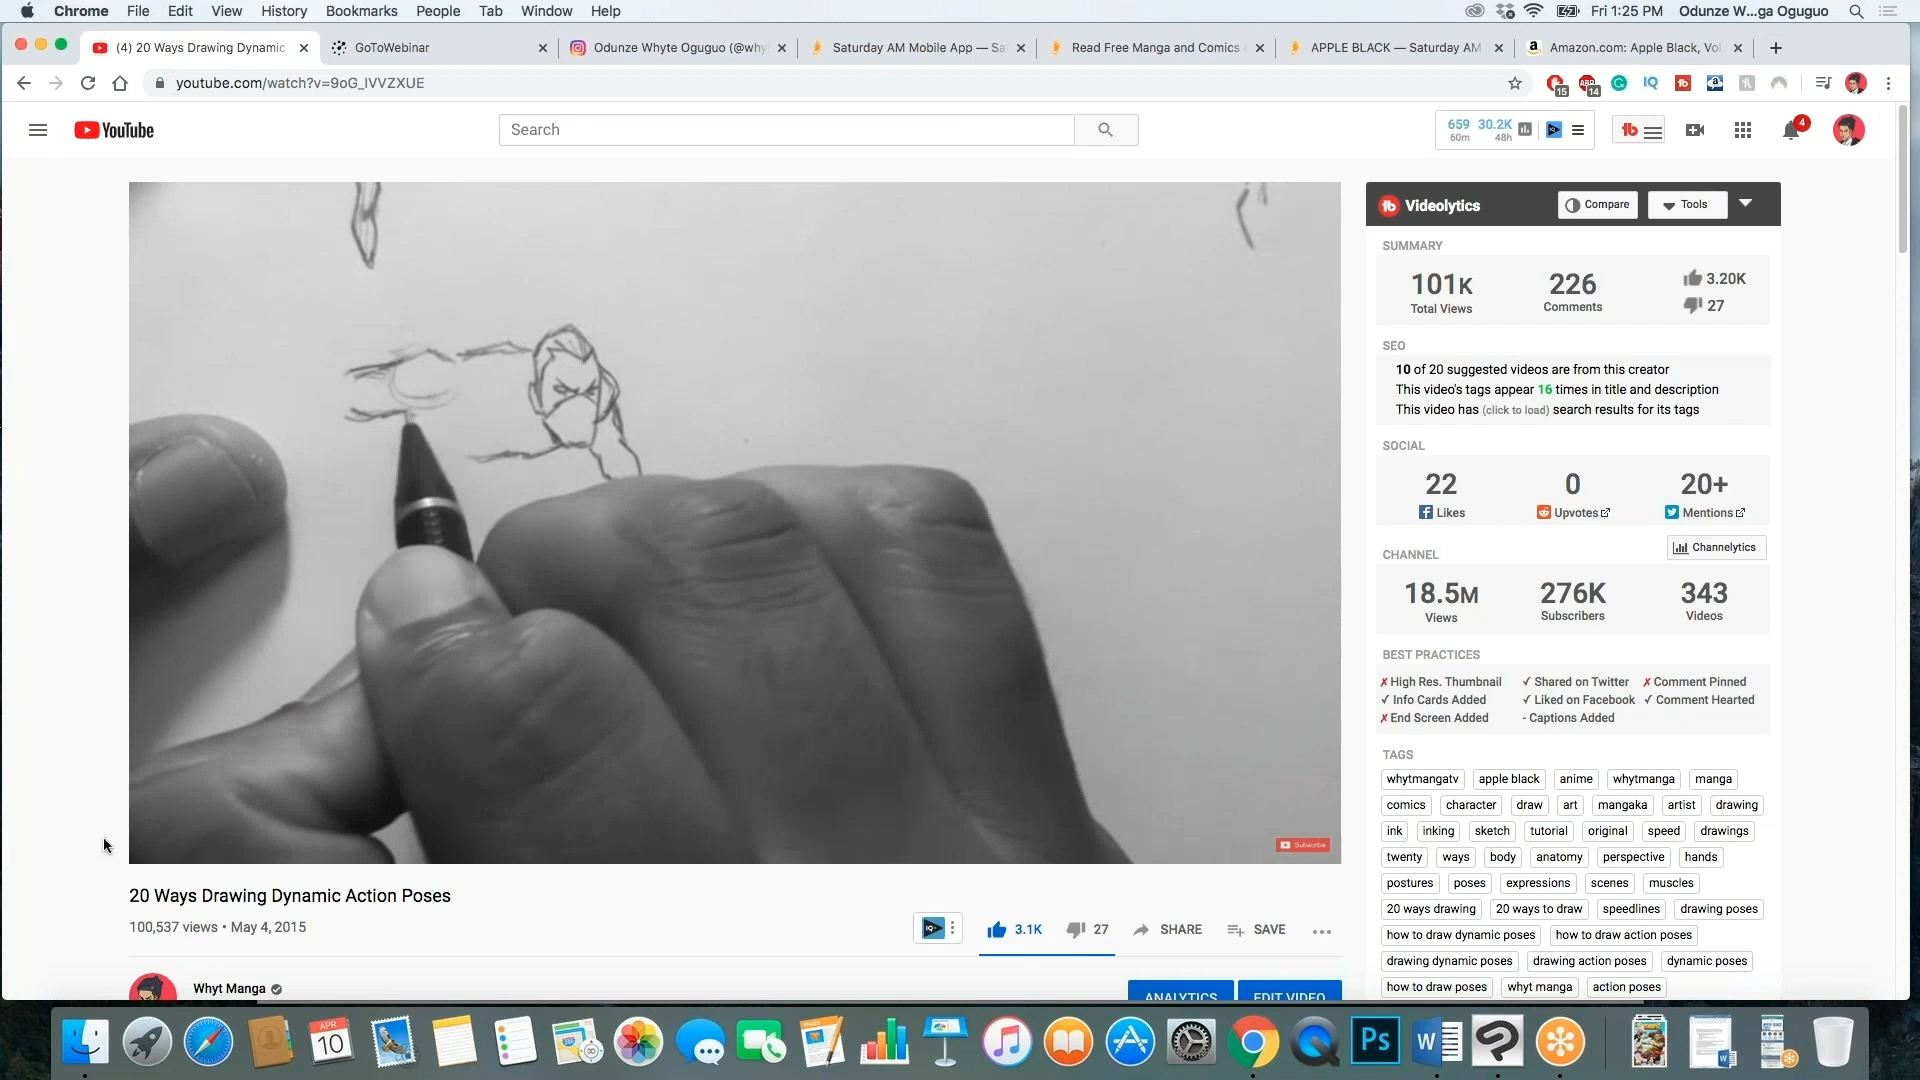 Chrome File Edit View History Bookmarks People Tab Window Help Fri 1:25 PM Odunze W...ga Oguguo
(4) 20 Ways Drawing Dynamic GoToWebinar Odunze Whyte Oguguo (@why Saturday AM Mobile App — Sa Read Free Manga and Comics APPLE BLACK — Saturday AM Amazon.com: Apple Black, Vol.
youtube.com/watch?v=9oG_IVVZXUE 15 ABP 14 IQ tb a
YouTube Search 659 60m 30.2K 48h 4
Videolytics Compare Tools
SUMMARY
101K 226 3.20K
Total Views Comments 27
SEO
10 of 20 suggested videos are from this creator
This video's tags appear 16 times in title and description
This video has (click to load) search results for its tags
SOCIAL
22 0 20+
Likes Upvotes Mentions
CHANNEL Channelytics
18.5M 276K 343
Views Subscribers Videos
BEST PRACTICES
✗ High Res. Thumbnail ✓ Shared on Twitter ✗ Comment Pinned
✓ Info Cards Added ✓ Liked on Facebook ✓ Comment Hearted
✗ End Screen Added - Captions Added
TAGS
whytmangatv apple black anime whytmanga manga
comics character draw art mangaka artist drawing
ink inking sketch tutorial original speed drawings
twenty ways body anatomy perspective hands
postures poses expressions scenes muscles
20 ways drawing 20 ways to draw speedlines drawing poses
how to draw dynamic poses how to draw action poses
drawing dynamic poses drawing action poses dynamic poses
how to draw poses whyt manga action poses
Subscribe
20 Ways Drawing Dynamic Action Poses
100,537 views • May 4, 2015 3.1K 27 SHARE SAVE
Whyt Manga
ANALYTICS EDIT VIDEO
APR
10
PAGES
Ps
W